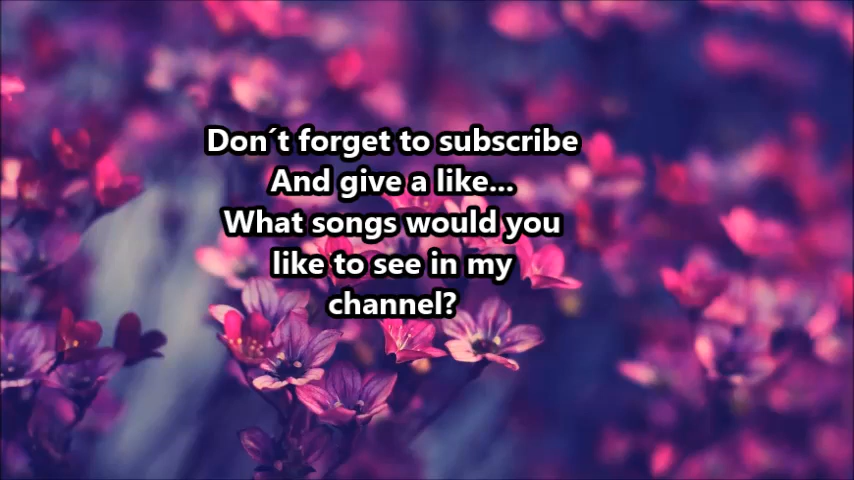 Don´t forget to subscribe
And give a like...
What songs would you
like to see in my
channel?